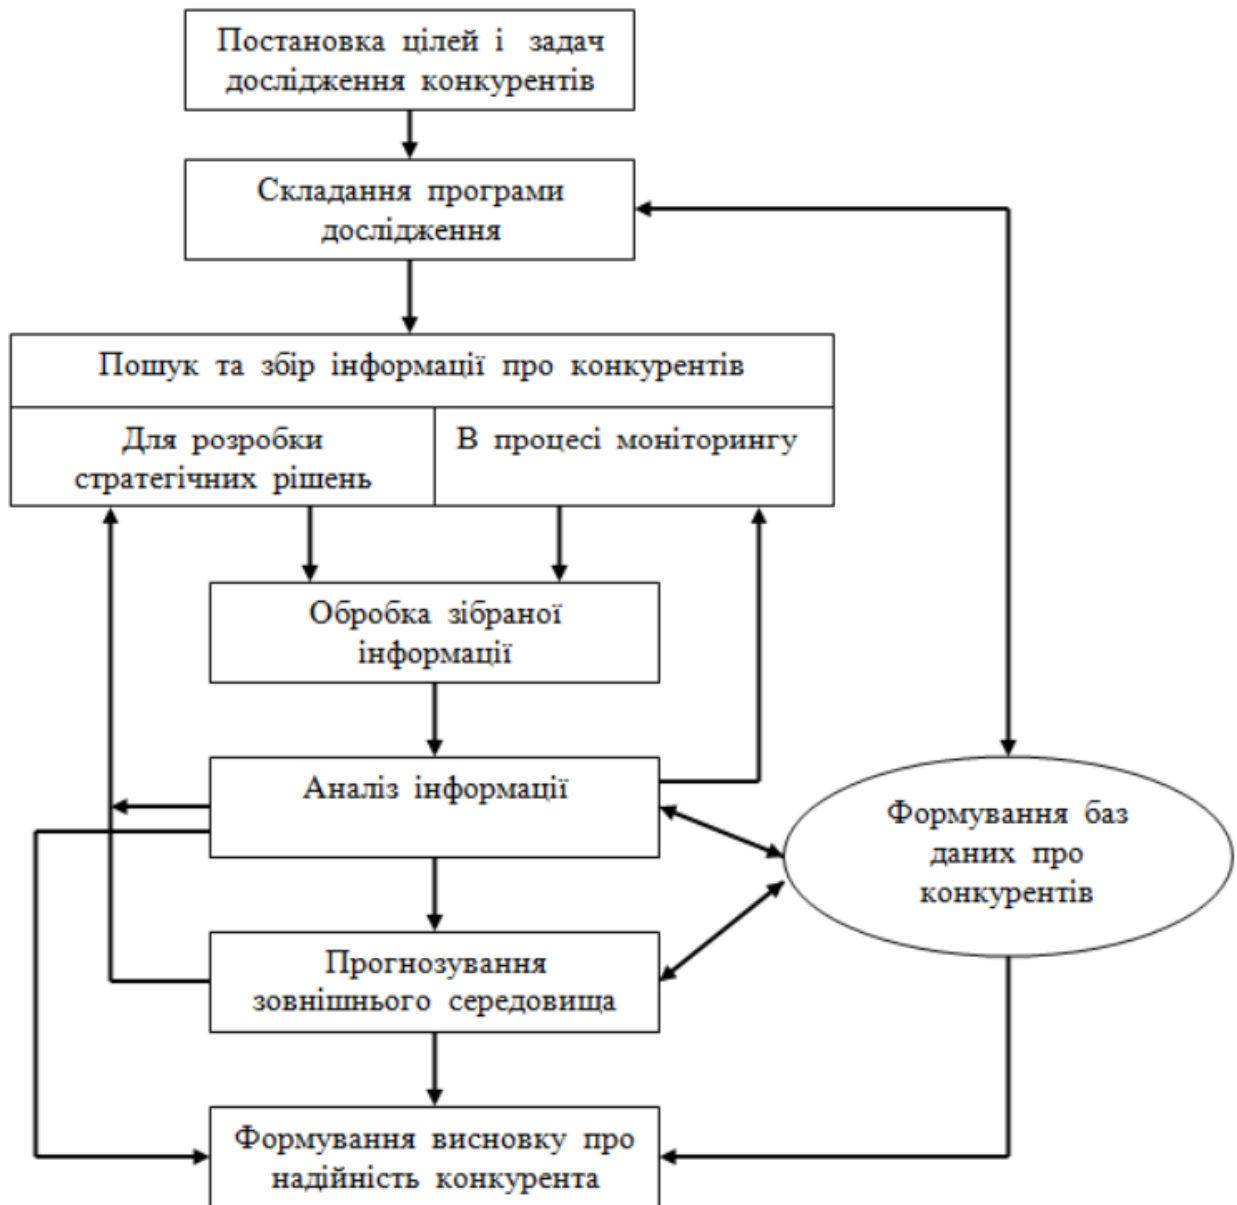 Постановка цілей і задач
дослідження конкурентів
Складання програми
дослідження
Пошук та збір інформації про конкурентів
Для розробки
стратегічних рішень
В процесі моніторингу
Обробка зібраної
інформації
Аналіз інформації
Формування баз
даних про
конкурентів
Прогнозування
зовнішнього середовища
Формування висновку про
надійність конкурента